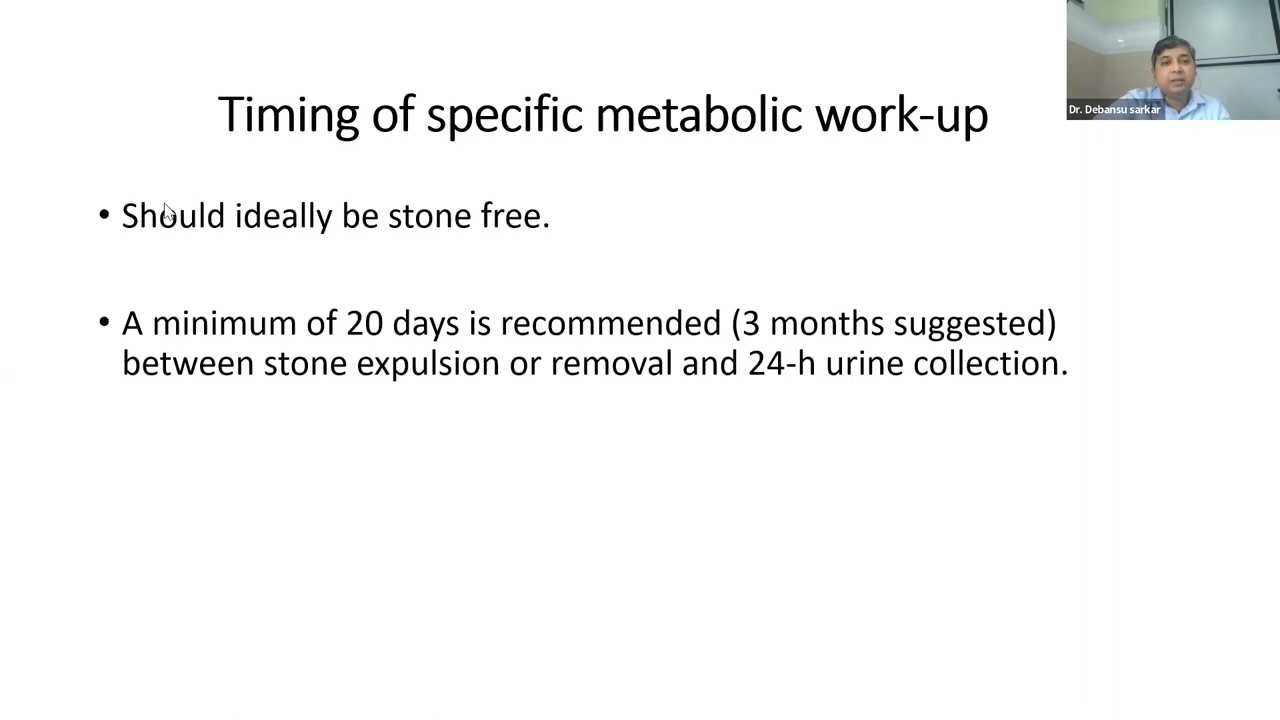 Timing of specific metabolic work-up
Dr. Debansu sarkar
• Should ideally be stone free.
• A minimum of 20 days is recommended (3 months suggested)
between stone expulsion or removal and 24-h urine collection.